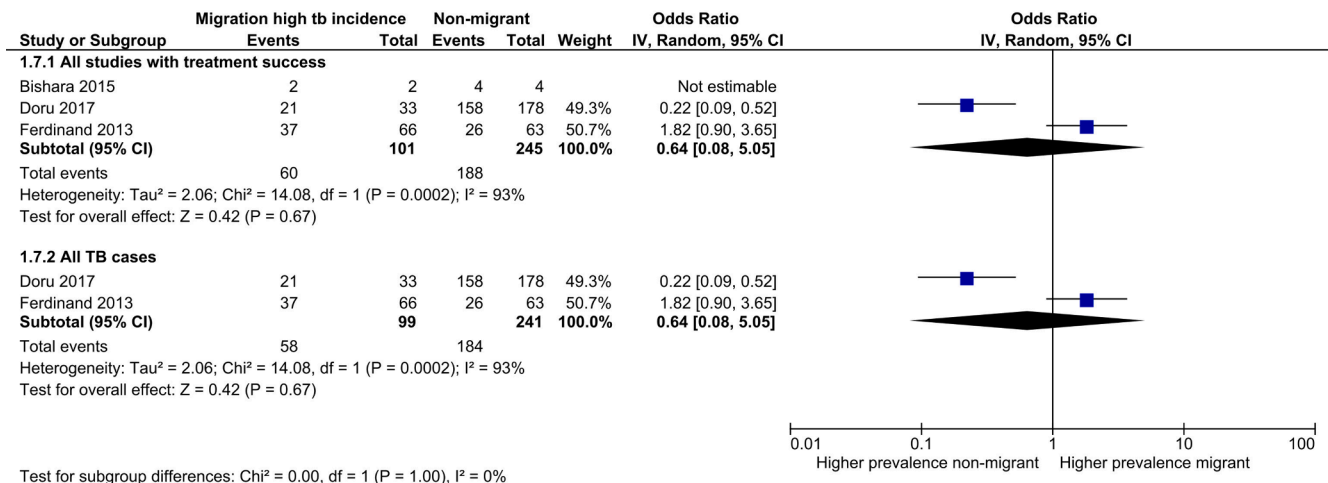 Migration high tb incidence Non-migrant Odds Ratio Odds Ratio
Study or Subgroup Events Total Events Total Weight IV, Random, 95% CI IV, Random, 95% CI
1.7.1 All studies with treatment success
Bishara 2015 2 2 4 4 Not estimable
Doru 2017 21 33 158 178 49.3% 0.22 [0.09, 0.52]
Ferdinand 2013 37 66 26 63 50.7% 1.82 [0.90, 3.65]
Subtotal (95% CI) 101 245 100.0% 0.64 [0.08, 5.05]
Total events 60 188
Heterogeneity: Tau² = 2.06; Chi² = 14.08, df = 1 (P = 0.0002); I² = 93%
Test for overall effect: Z = 0.42 (P = 0.67)
1.7.2 All TB cases
Doru 2017 21 33 158 178 49.3% 0.22 [0.09, 0.52]
Ferdinand 2013 37 66 26 63 50.7% 1.82 [0.90, 3.65]
Subtotal (95% CI) 99 241 100.0% 0.64 [0.08, 5.05]
Total events 58 184
Heterogeneity: Tau² = 2.06; Chi² = 14.08, df = 1 (P = 0.0002); I² = 93%
Test for overall effect: Z = 0.42 (P = 0.67)
0.01 0.1 1 10 100
Higher prevalence non-migrant Higher prevalence migrant
Test for subgroup differences: Chi² = 0.00, df = 1 (P = 1.00), I² = 0%